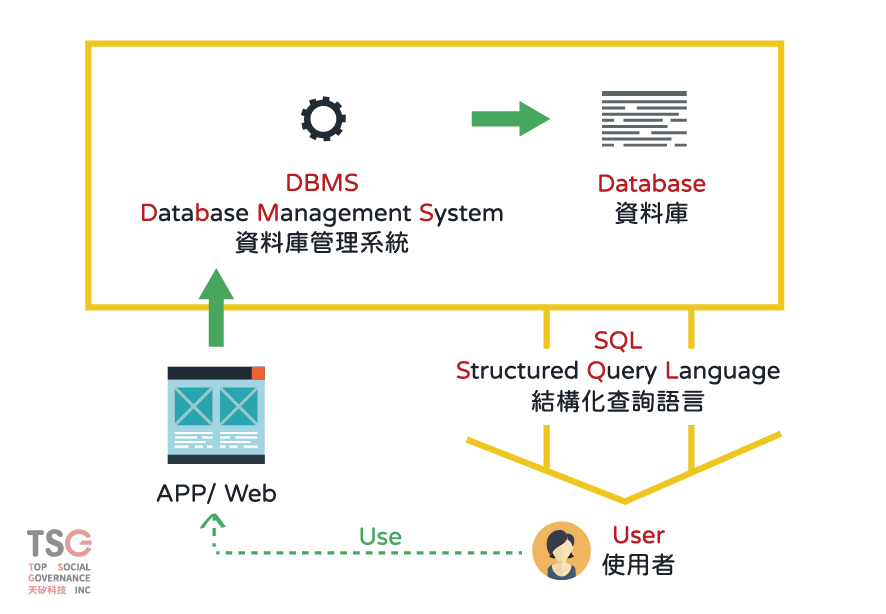 DBMS
Database Management System
資料庫管理系統
Database
資料庫
SQL
Structured Query Language
結構化查詢語言
APP/ Web
Use
User
使用者
TSG
TOP SOCIAL
GOVERNANCE
天矽科技 INC